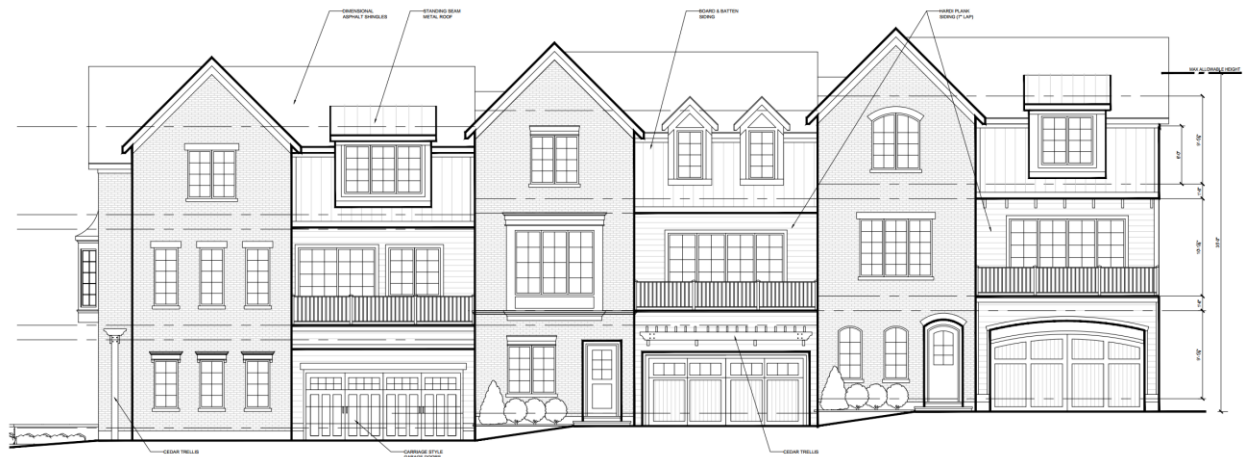 DIMENSIONAL
ASPHALT SHINGLES
STANDING SEAM
METAL ROOF
BOARD & BATTEN
SIDING
HARDI PLANK
SIDING (7" LAP)
MAX ALLOWABLE HEIGHT
CEDAR TRELLIS
CARRIAGE STYLE
GARAGE DOORS
CEDAR TRELLIS